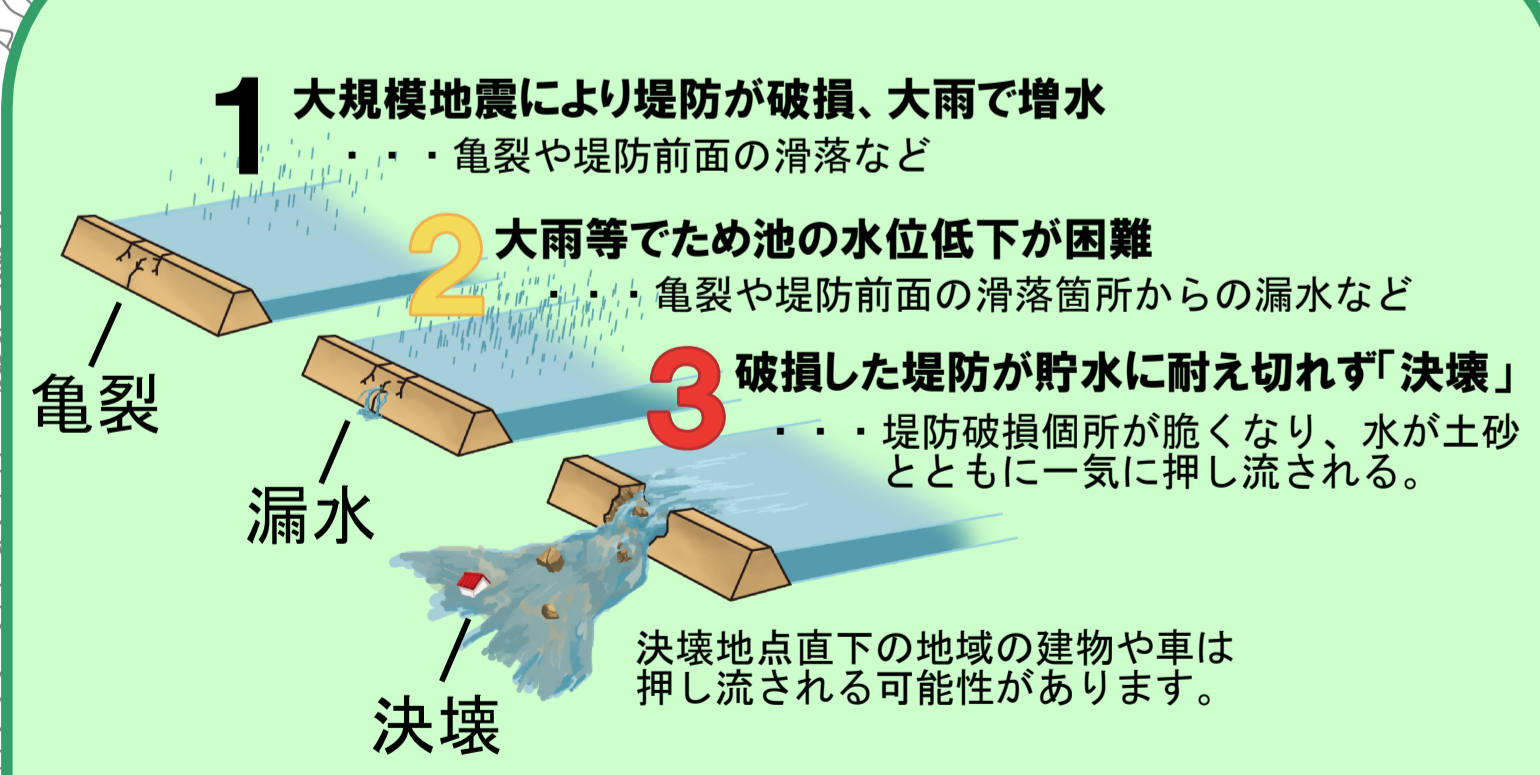 1 大規模地震により堤防が破損、大雨で増水
・・・亀裂や堤防前面の滑落など
2 大雨等でため池の水位低下が困難
・・・亀裂や堤防前面の滑落箇所からの漏水など
亀裂
3 破損した堤防が貯水に耐え切れず「決壊」
・・・堤防破損個所が脆くなり、水が土砂
とともに一気に押し流される。
漏水
決壊地点直下の地域の建物や車は
押し流される可能性があります。
決壊